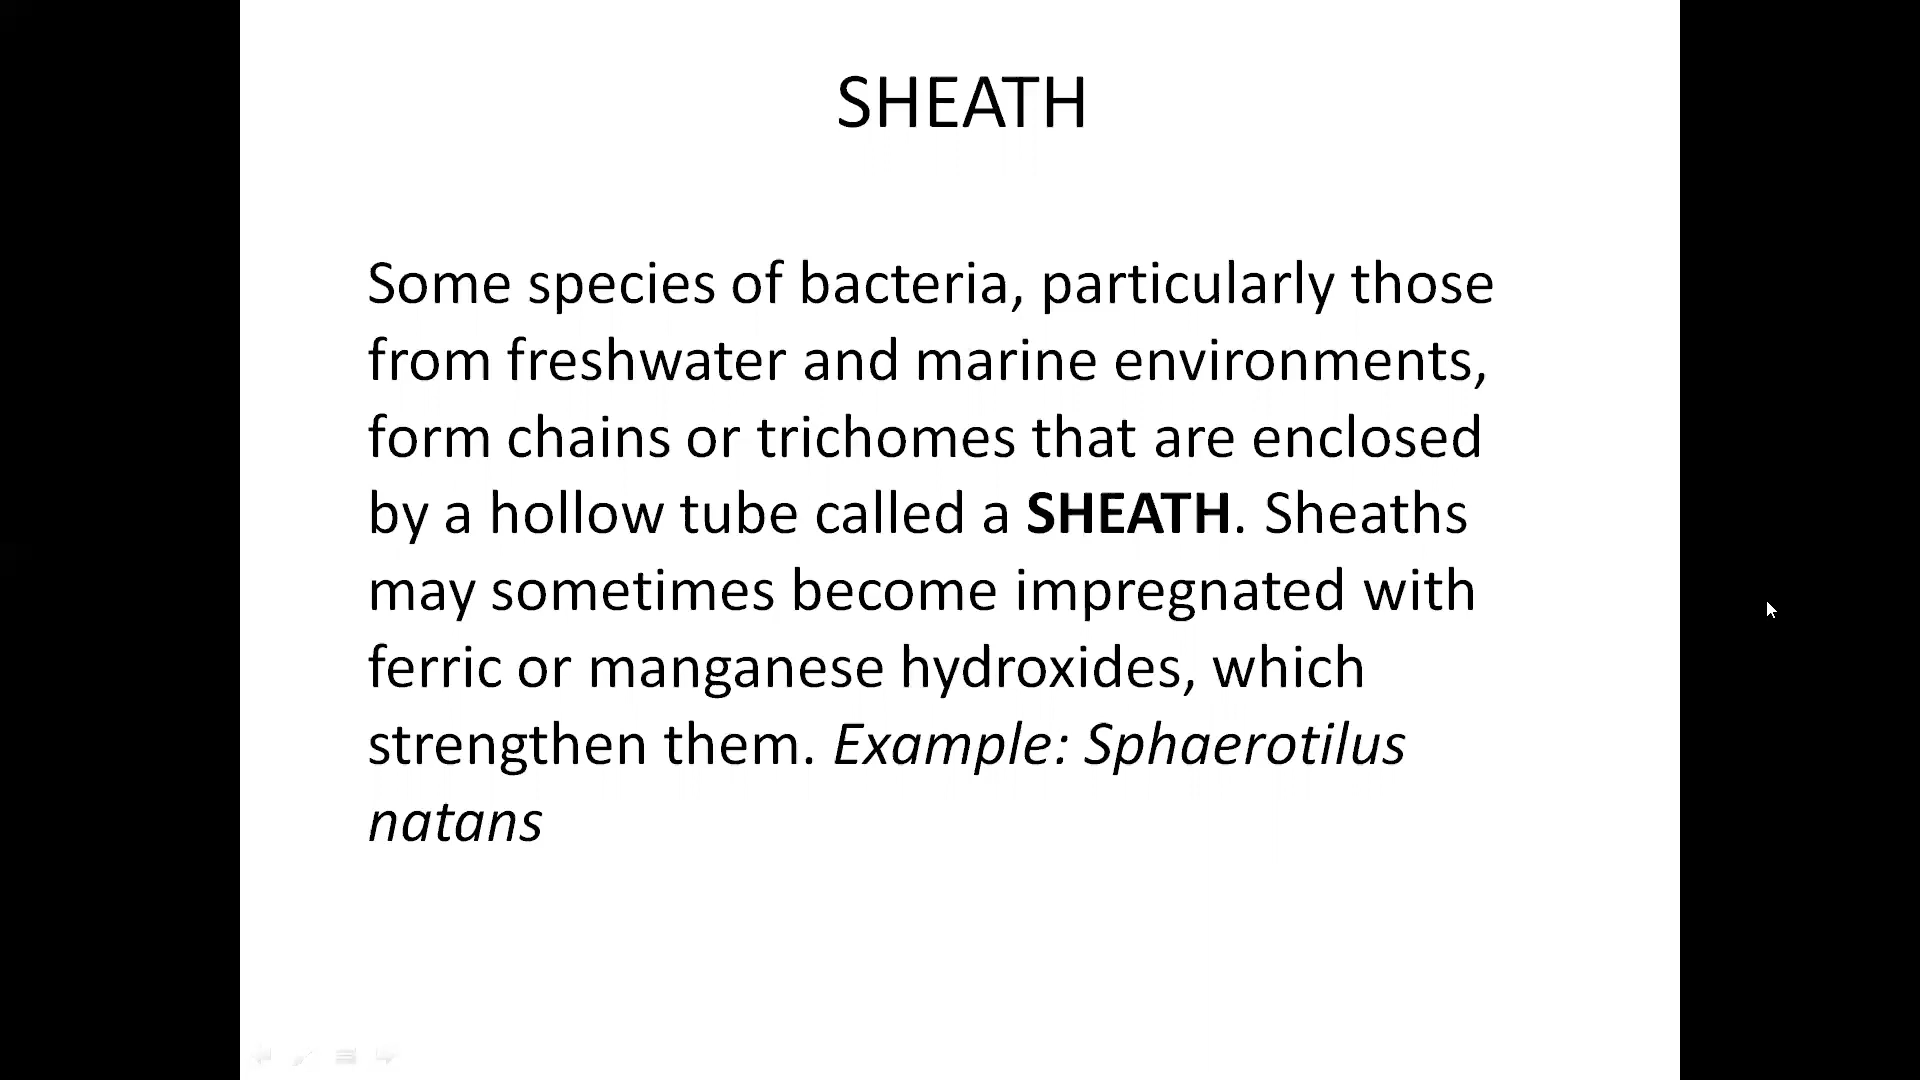 SHEATH
Some species of bacteria, particularly those
from freshwater and marine environments,
form chains or trichomes that are enclosed
by a hollow tube called a SHEATH. Sheaths
may sometimes become impregnated with
ferric or manganese hydroxides, which
strengthen them. Example: Sphaerotilus
natans